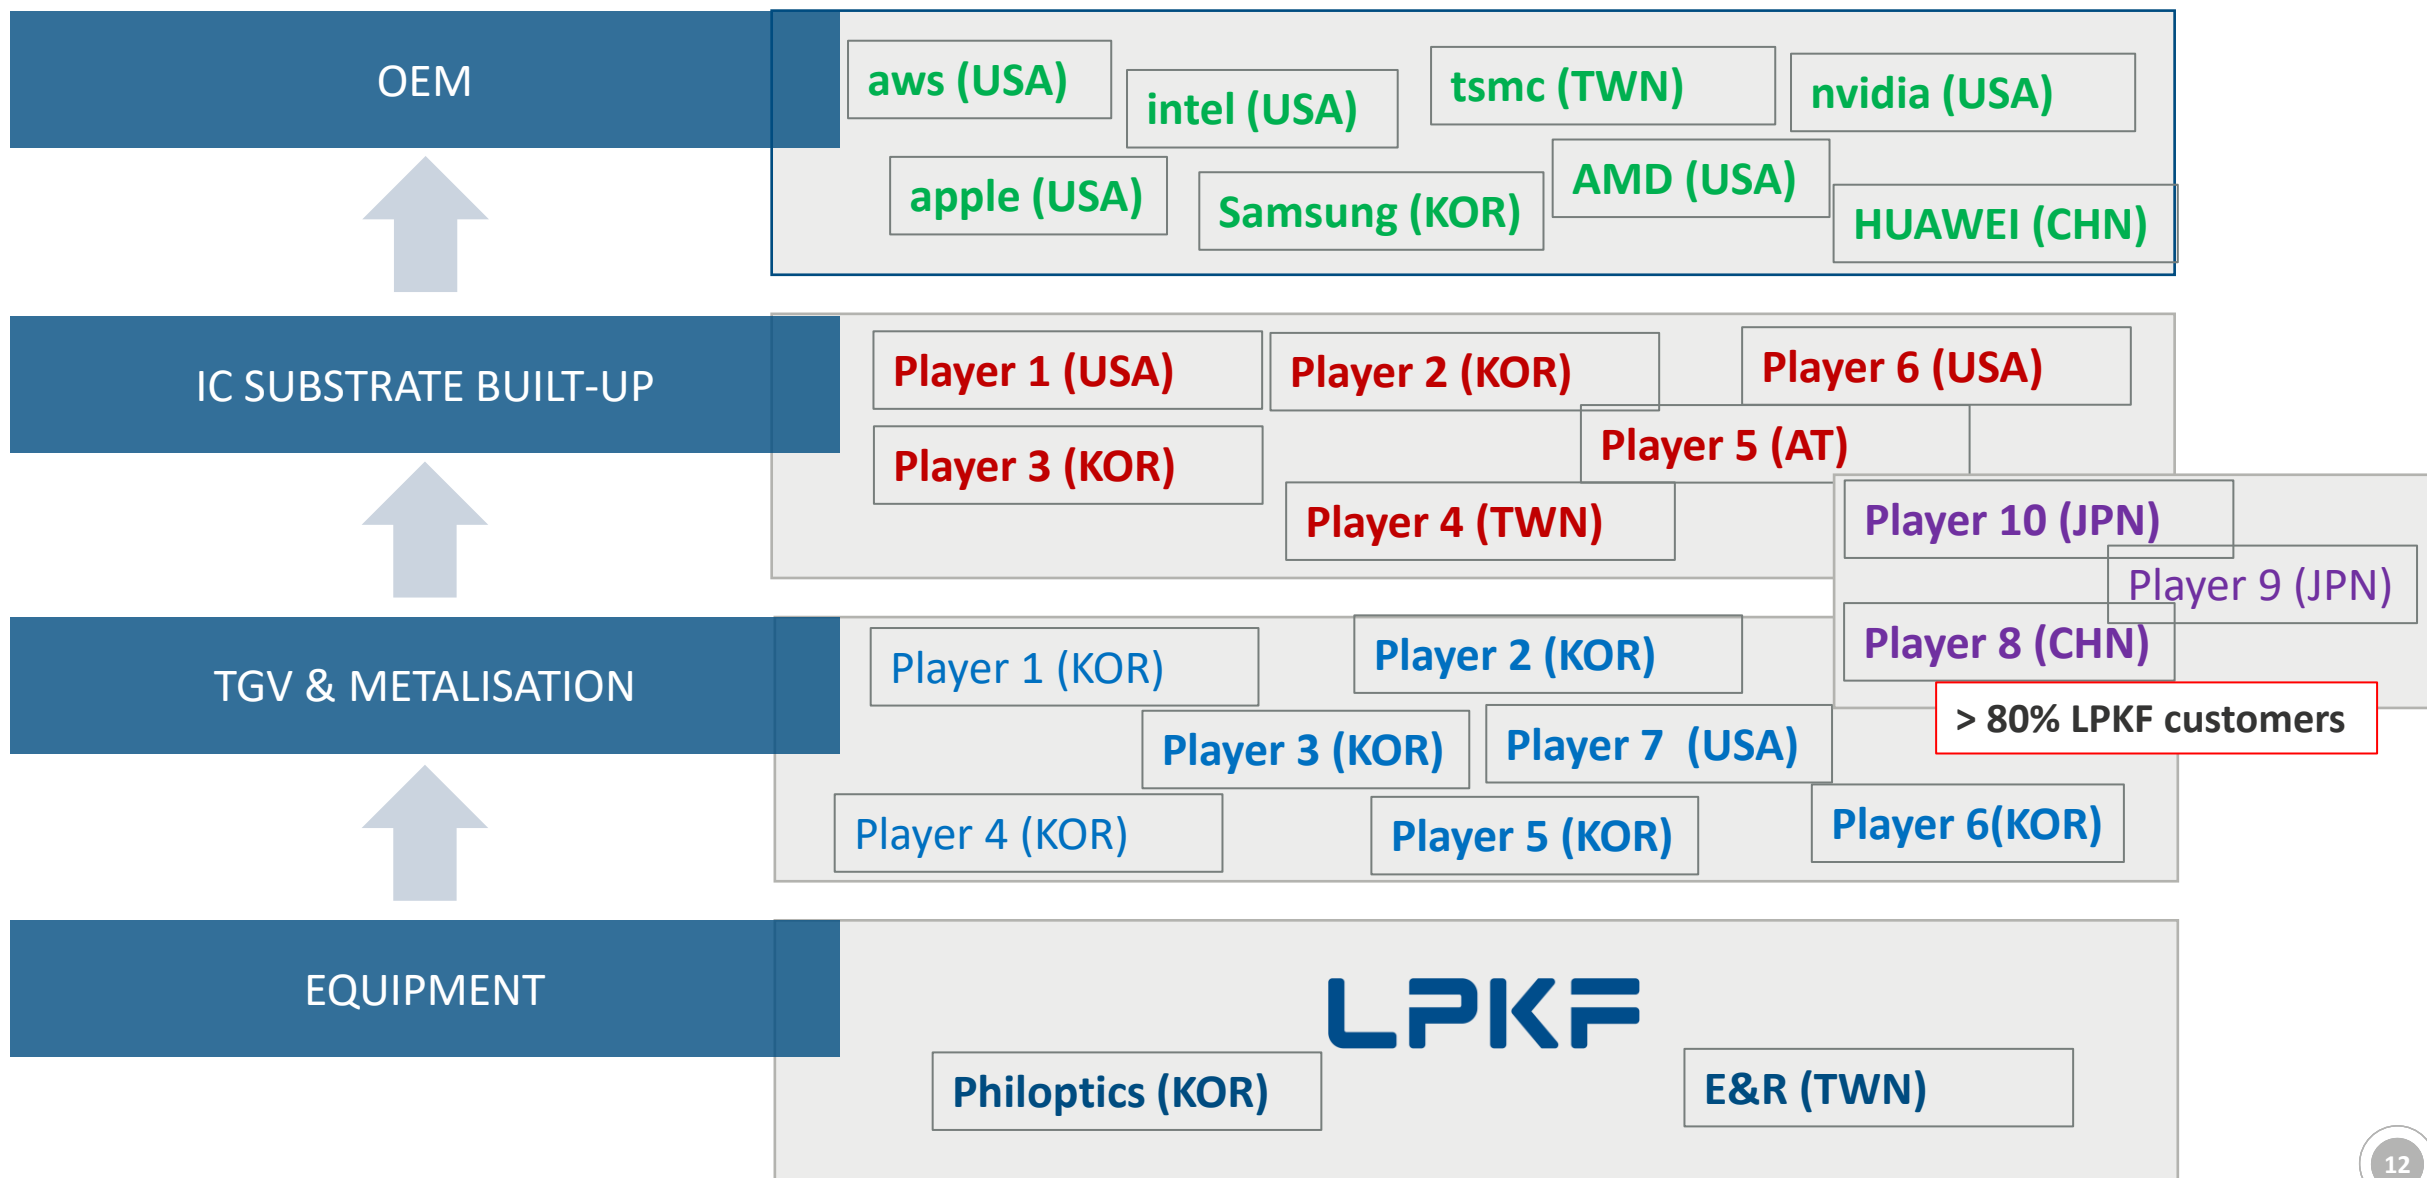 OEM
aws (USA)
intel (USA)
tsmc (TWN)
nvidia (USA)
apple (USA)
Samsung (KOR)
AMD (USA)
HUAWEI (CHN)
IC SUBSTRATE BUILT-UP
Player 1 (USA)
Player 2 (KOR)
Player 6 (USA)
Player 3 (KOR)
Player 5 (AT)
Player 4 (TWN)
Player 10 (JPN)
Player 9 (JPN)
Player 8 (CHN)
> 80% LPKF customers
TGV & METALISATION
Player 1 (KOR)
Player 2 (KOR)
Player 3 (KOR)
Player 7  (USA)
Player 4 (KOR)
Player 5 (KOR)
Player 6(KOR)
EQUIPMENT
LPKF
Philoptics (KOR)
E&R (TWN)
12